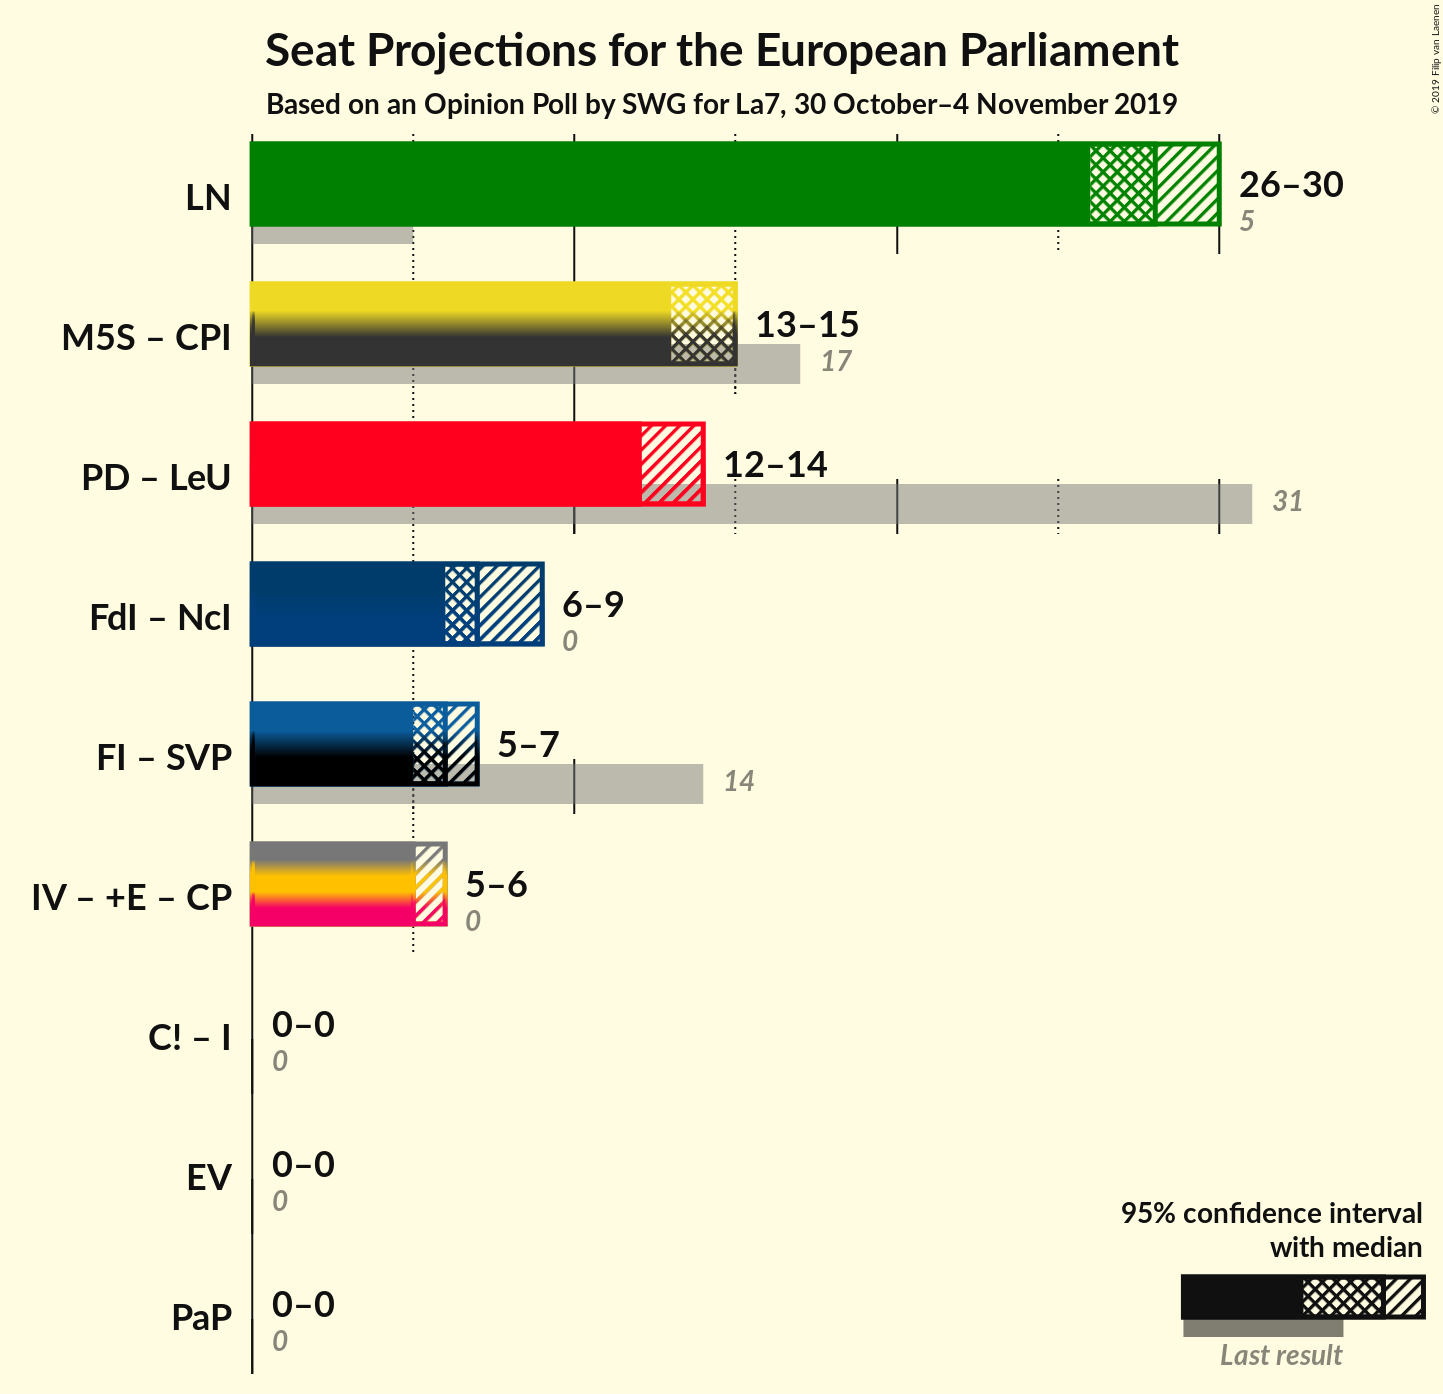 Seat Projections for the European Parliament
Based on an Opinion Poll by SWG for La7, 30 October–4 November 2019
© 2019 Filip van Laenen
LN
26–30
5
M5S – CPI
13–15
17
PD – LeU
12–14
31
FdI – NcI
6–9
0
FI – SVP
5–7
14
IV – +E – CP
5–6
0
C! – I
0–0
0
EV
0–0
0
PaP
0–0
0
95% confidence interval
with median
Last result